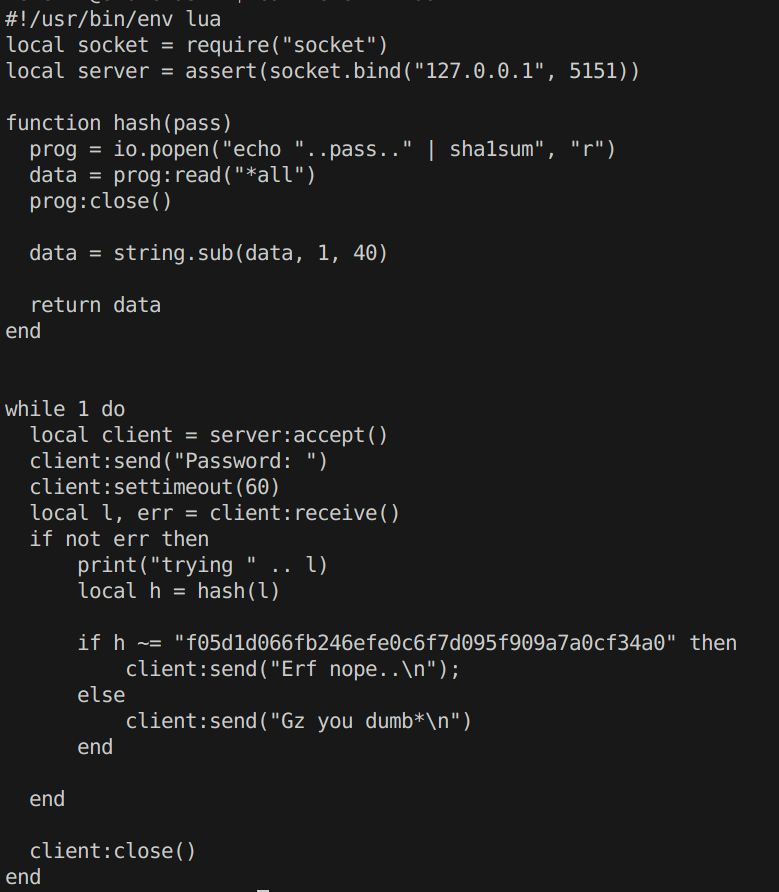 #!/usr/bin/env lua
local socket = require("socket")
local server = assert(socket.bind("127.0.0.1", 5151))
function hash(pass)
  prog = io.popen("echo "..pass.." | sha1sum", "r")
  data = prog:read("*all")
  prog:close()
  data = string.sub(data, 1, 40)
  return data
end
while 1 do
  local client = server:accept()
  client:send("Password: ")
  client:settimeout(60)
  local l, err = client:receive()
  if not err then
      print("trying " .. l)
      local h = hash(l)
      if h ~= "f05d1d066fb246efe0c6f7d095f909a7a0cf34a0" then
          client:send("Erf nope..\n");
      else
          client:send("Gz you dumb*\n")
      end
  end
  client:close()
end